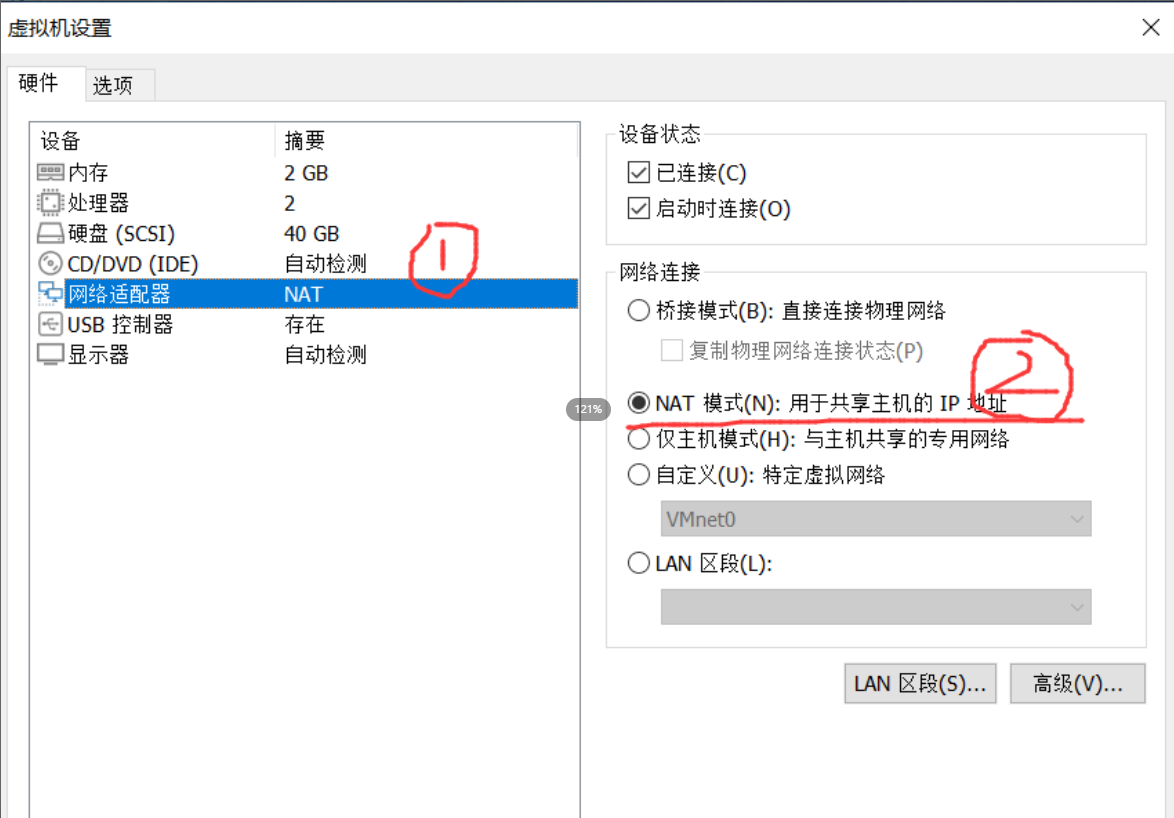 虚拟机设置
硬件 选项
设备 摘要
内存 2 GB
处理器 2
硬盘 (SCSI) 40 GB
CD/DVD (IDE) 自动检测
网络适配器 NAT
USB 控制器 存在
显示器 自动检测
1
设备状态
已连接(C)
启动时连接(O)
网络连接
桥接模式(B): 直接连接物理网络
复制物理网络连接状态(P)
2
NAT 模式(N): 用于共享主机的 IP 地址
仅主机模式(H): 与主机共享的专用网络
自定义(U): 特定虚拟网络
VMnet0
LAN 区段(L):
LAN 区段(S)... 高级(V)...
121%